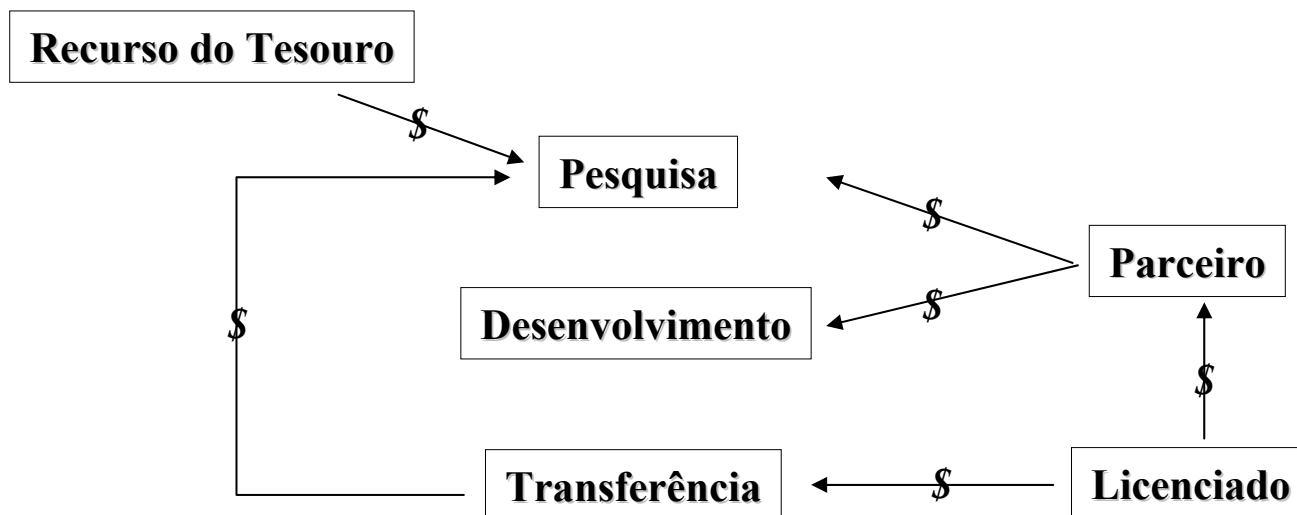 Recurso do Tesouro
$
Pesquisa
$
Parceiro
$
$
Desenvolvimento
$
Transferência
$
Licenciado
$